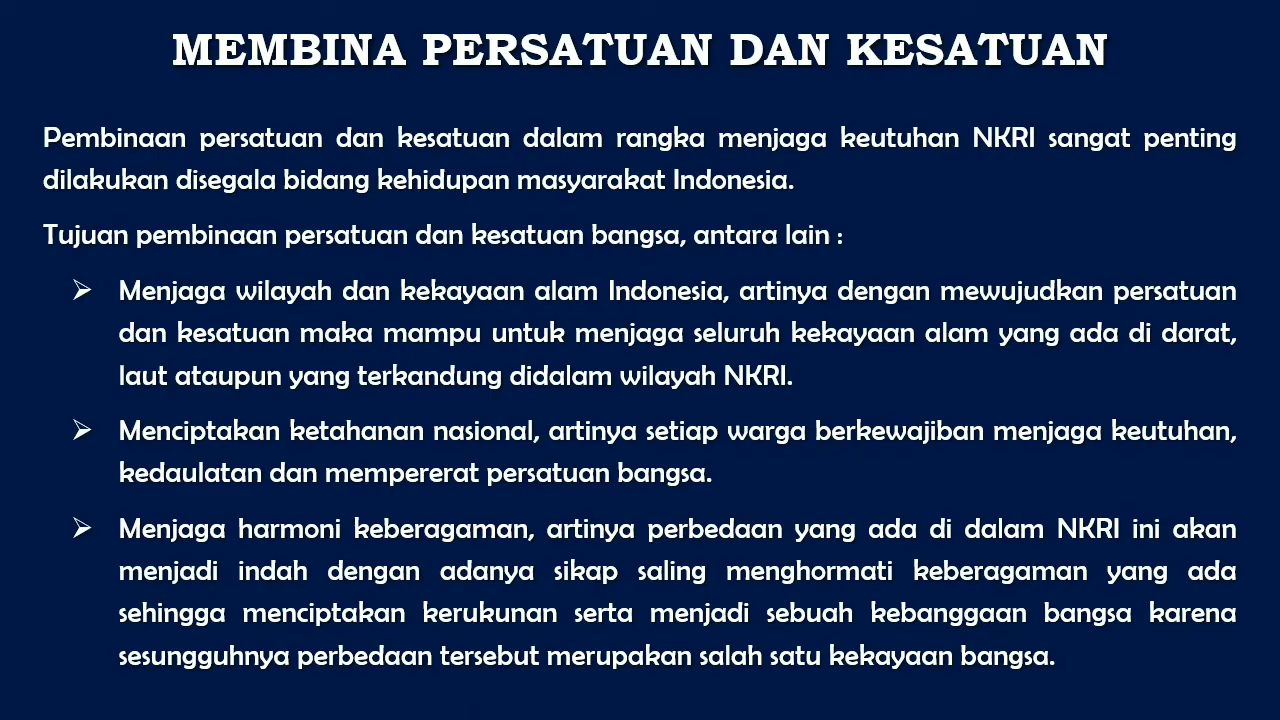 MEMBINA PERSATUAN DAN KESATUAN
Pembinaan persatuan dan kesatuan dalam rangka menjaga keutuhan NKRI sangat penting
dilakukan disegala bidang kehidupan masyarakat Indonesia.
Tujuan pembinaan persatuan dan kesatuan bangsa, antara lain :
➢ Menjaga wilayah dan kekayaan alam Indonesia, artinya dengan mewujudkan persatuan
dan kesatuan maka mampu untuk menjaga seluruh kekayaan alam yang ada di darat,
laut ataupun yang terkandung didalam wilayah NKRI.
➢ Menciptakan ketahanan nasional, artinya setiap warga berkewajiban menjaga keutuhan,
kedaulatan dan mempererat persatuan bangsa.
➢ Menjaga harmoni keberagaman, artinya perbedaan yang ada di dalam NKRI ini akan
menjadi indah dengan adanya sikap saling menghormati keberagaman yang ada
sehingga menciptakan kerukunan serta menjadi sebuah kebanggaan bangsa karena
sesungguhnya perbedaan tersebut merupakan salah satu kekayaan bangsa.